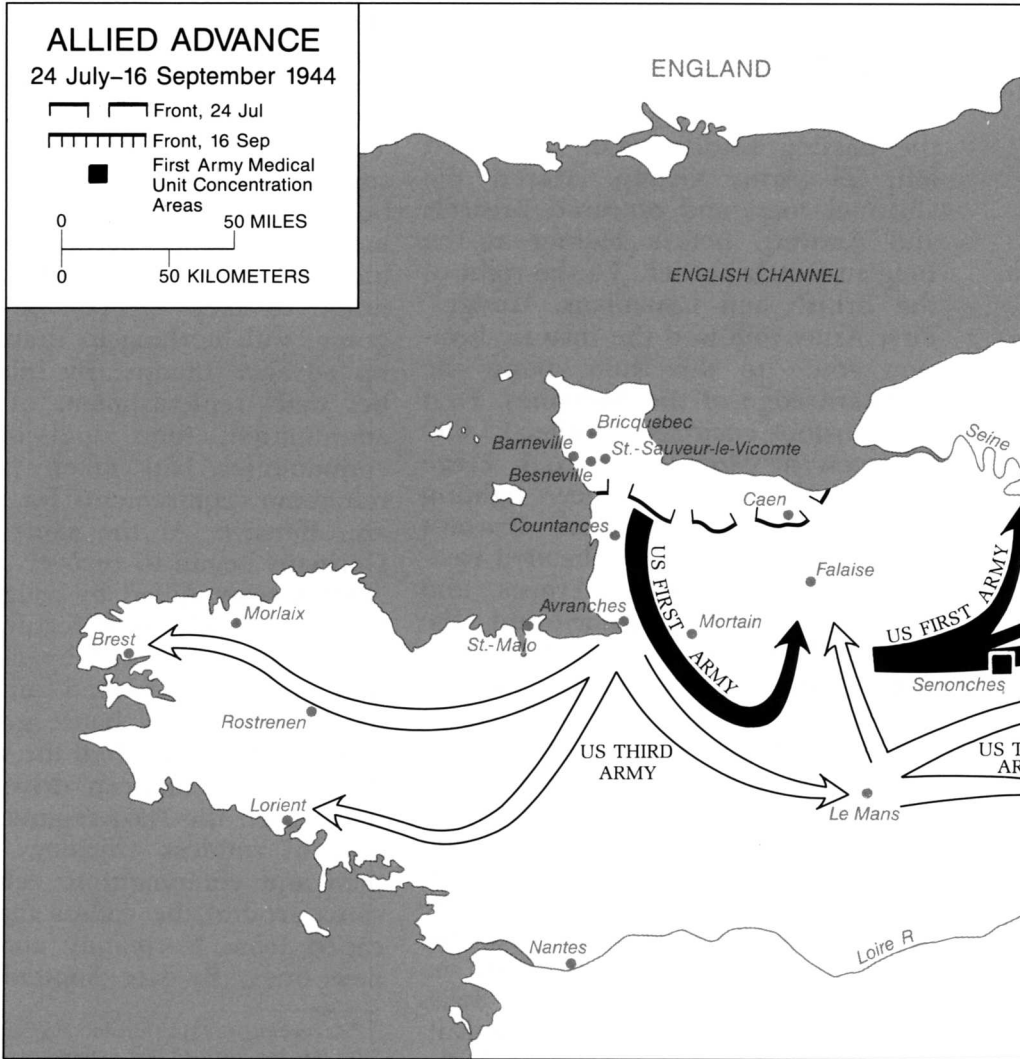 ALLIED ADVANCE
24 July–16 September 1944
Front, 24 Jul
Front, 16 Sep
First Army Medical
Unit Concentration
Areas
0 50 MILES
0 50 KILOMETERS
ENGLAND
ENGLISH CHANNEL
Bricquebec
Barneville
St.-Sauveur-le-Vicomte
Besneville
Seine
Caen
Countances
Falaise
US FIRST ARMY
Avranches
Mortain
US FIRST ARMY
Morlaix
Brest
St.-Malo
Senonches
Rostrenen
US THIRD
ARMY
US T
AR
Lorient
Le Mans
Nantes
Loire R